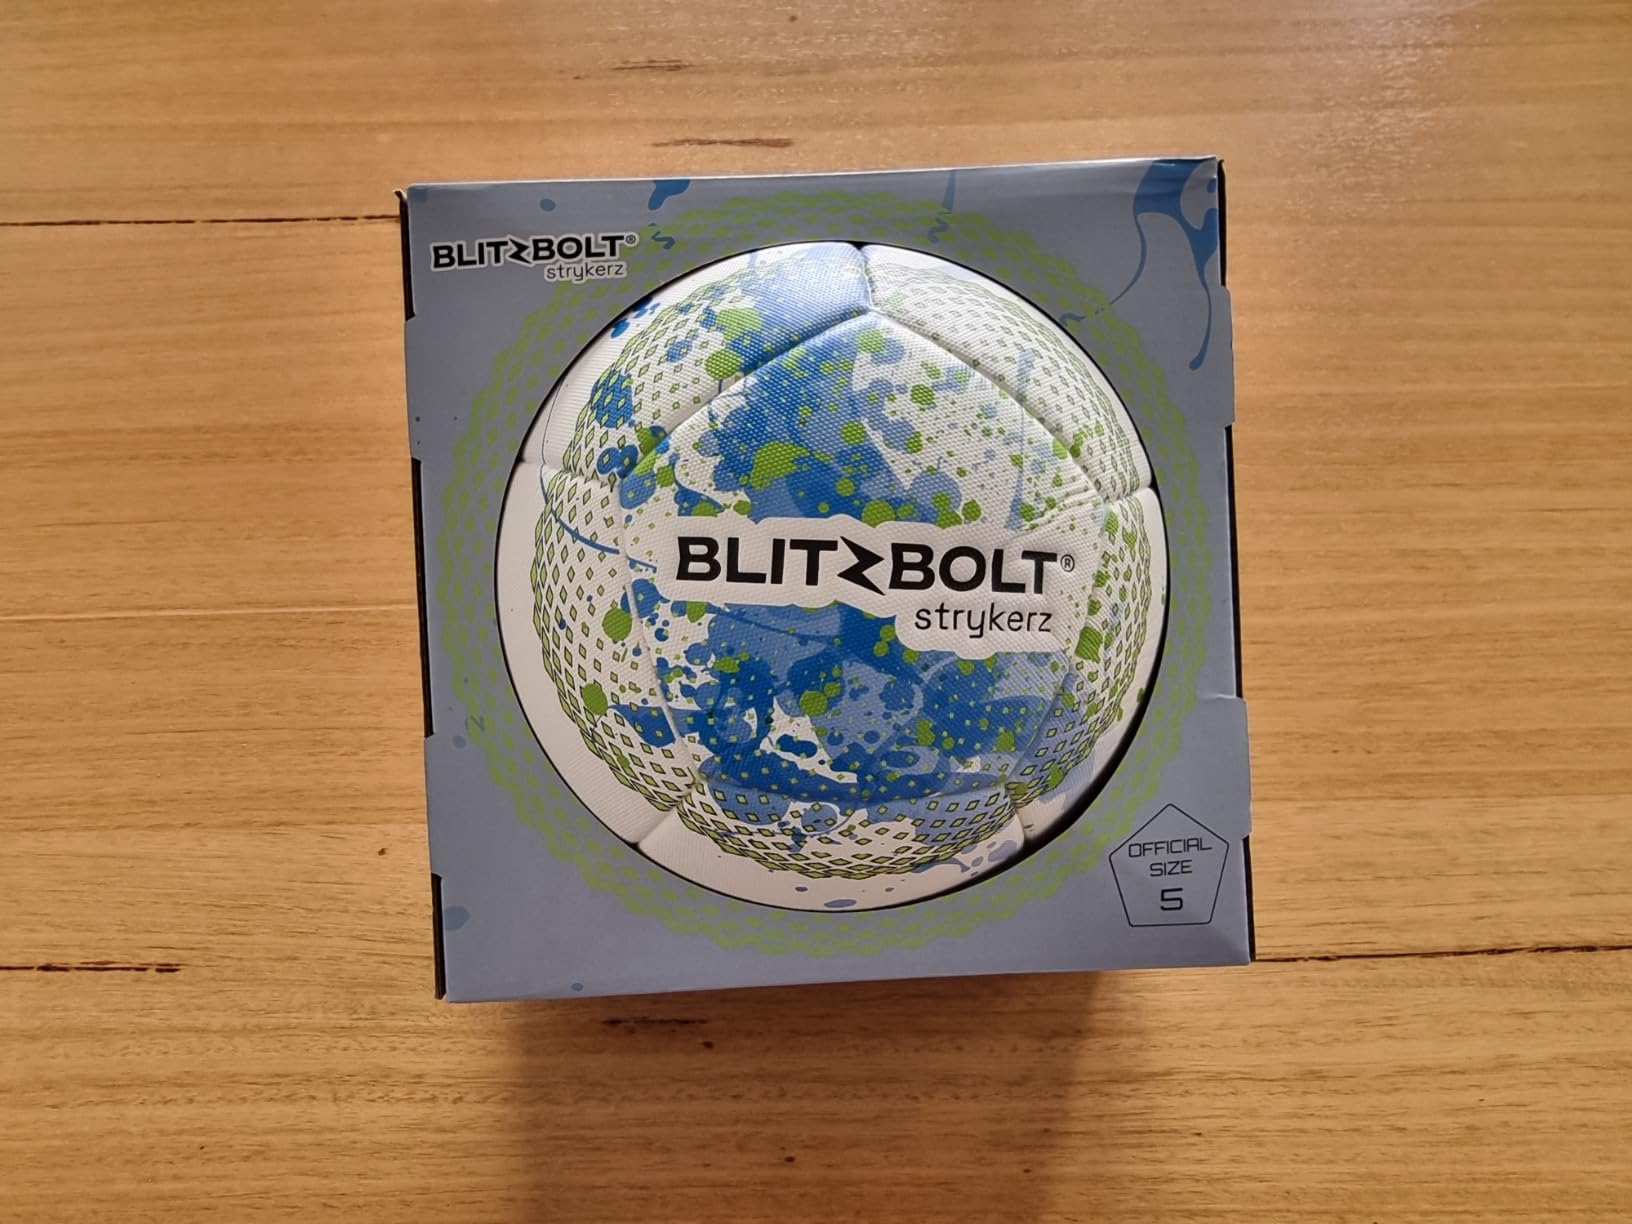 BLITZBOLT®
strykerz
BLITZBOLT®
strykerz
OFFICIAL
SIZE
5